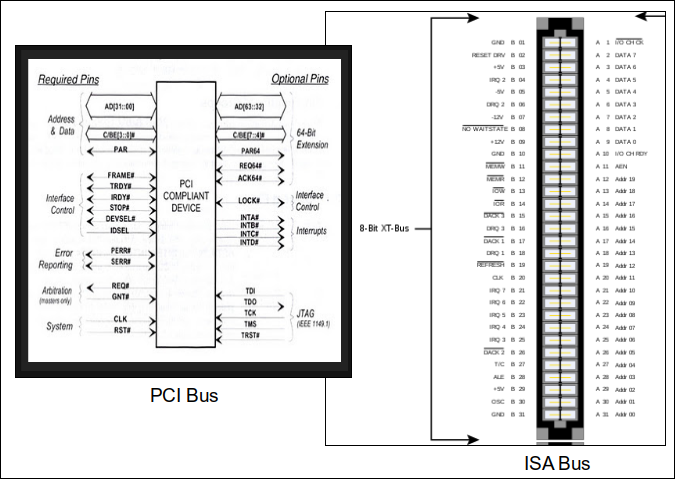 Required Pins
Optional Pins
Address
& Data
AD[31::00]
C/BE[3::0]#
PAR
AD[63::32]
C/BE[7::4]#
PAR64
REQ64#
ACK64#
64-Bit
Extension
Interface
Control
FRAME#
TRDY#
IRDY#
STOP#
DEVSEL#
IDSEL
PCI
COMPLIANT
DEVICE
LOCK#
Interface
Control
INTA#
INTB#
INTC#
INTD#
Interrupts
Error
Reporting
PERR#
SERR#
Arbitration
(masters only)
REQ#
GNT#
System
CLK
RST#
TDI
TDO
TCK
TMS
TRST#
JTAG
(IEEE 1149.1)
PCI Bus
8-Bit XT-Bus
GND B 01 A 1 I/O CH CK
RESET DRV B 02 A 2 DATA 7
+5V B 03 A 3 DATA 6
IRQ 2 B 04 A 4 DATA 5
-5V B 05 A 5 DATA 4
DRQ 2 B 06 A 6 DATA 3
-12V B 07 A 7 DATA 2
NO WAITSTATE B 08 A 8 DATA 1
+12V B 09 A 9 DATA 0
GND B 10 A 10 I/O CH RDY
MEMW B 11 A 11 AEN
MEMR B 12 A 12 Addr 19
IOW B 13 A 13 Addr 18
IOR B 14 A 14 Addr 17
DACK 3 B 15 A 15 Addr 16
DRQ 3 B 16 A 16 Addr 15
DACK 1 B 17 A 17 Addr 14
DRQ 1 B 18 A 18 Addr 13
REFRESH B 19 A 19 Addr 12
CLK B 20 A 20 Addr 11
IRQ 7 B 21 A 21 Addr 10
IRQ 6 B 22 A 22 Addr 09
IRQ 5 B 23 A 23 Addr 08
IRQ 4 B 24 A 24 Addr 07
IRQ 3 B 25 A 25 Addr 06
DACK 2 B 26 A 26 Addr 05
T/C B 27 A 27 Addr 04
ALE B 28 A 28 Addr 03
+5V B 29 A 29 Addr 02
OSC B 30 A 30 Addr 01
GND B 31 A 31 Addr 00
ISA Bus